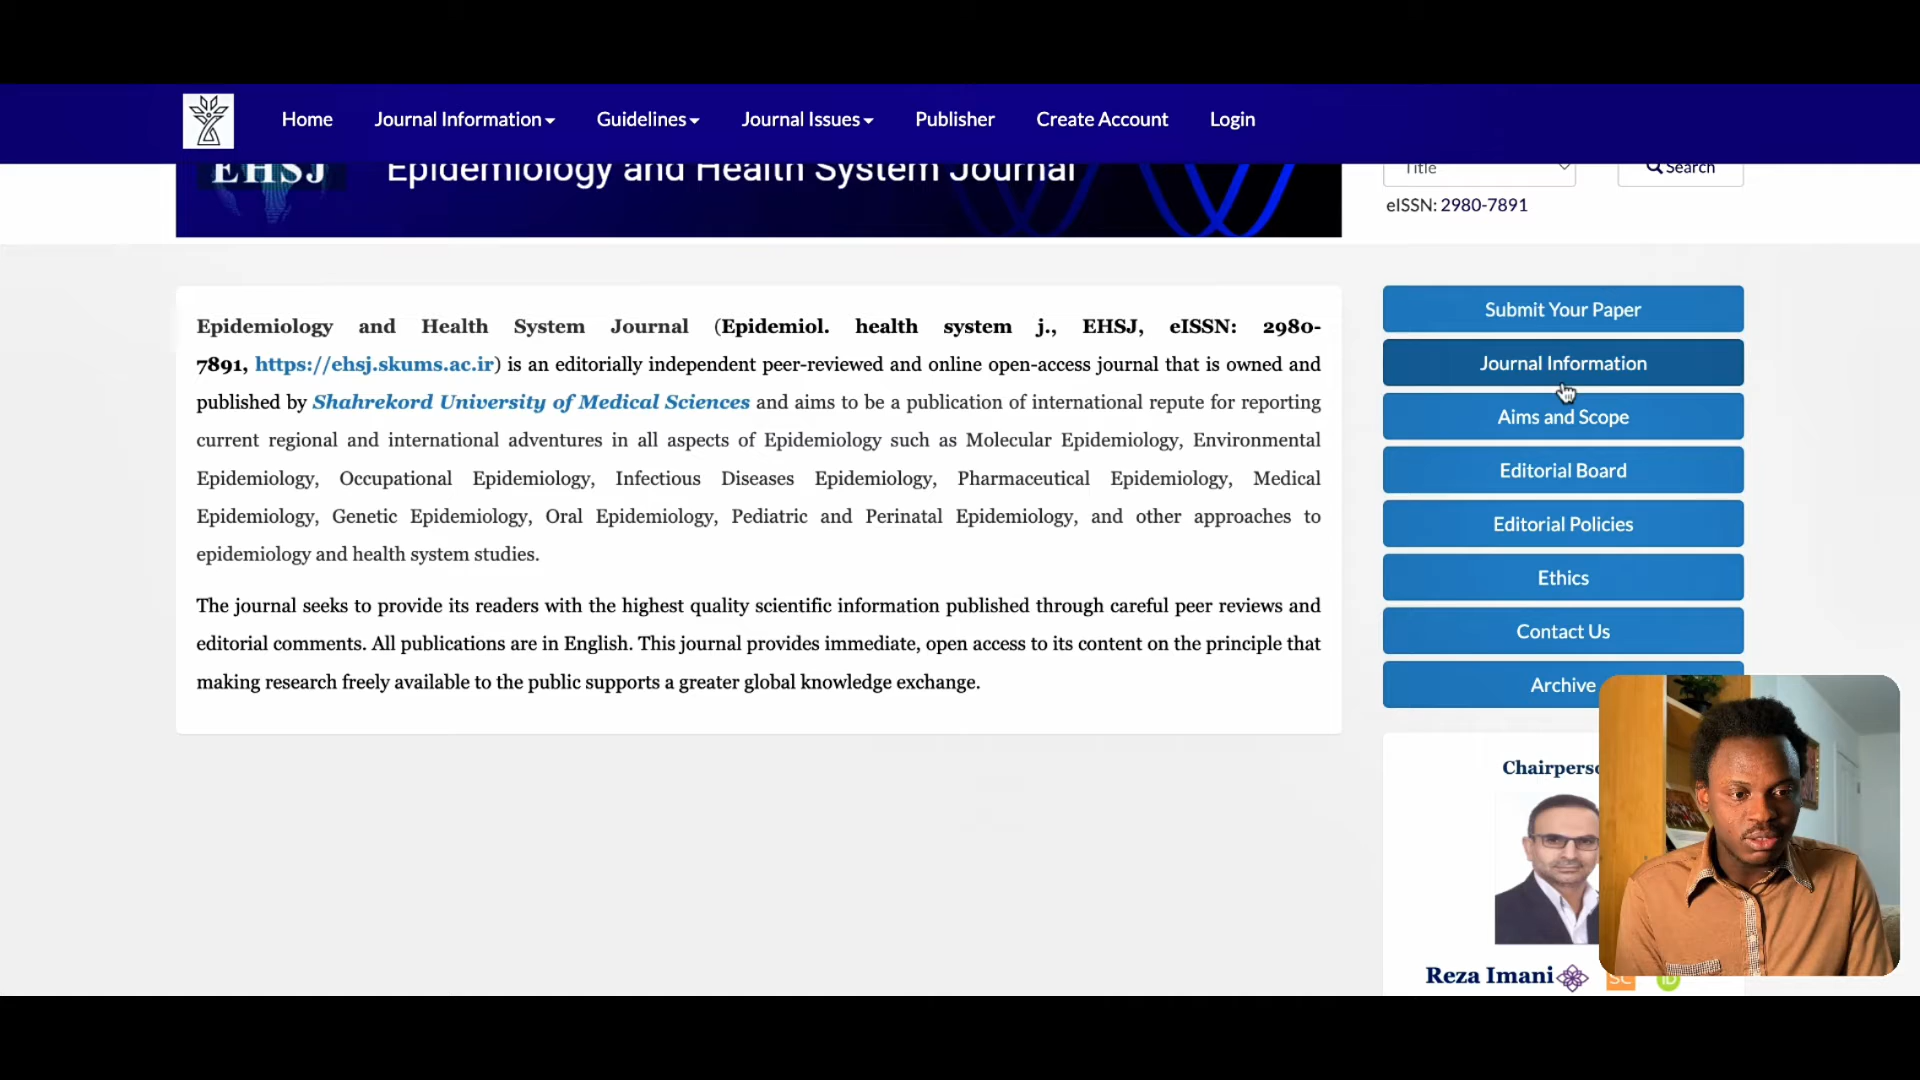 Home Journal Information Guidelines Journal Issues Publisher Create Account Login
EHSJ
Epidemiology and Health System Journal
Title
Search
eISSN: 2980-7891
Epidemiology and Health System Journal (Epidemiol. health system j., EHSJ, eISSN: 2980-
7891, https://ehsj.skums.ac.ir) is an editorially independent peer-reviewed and online open-access journal that is owned and
published by Shahrekord University of Medical Sciences and aims to be a publication of international repute for reporting
current regional and international adventures in all aspects of Epidemiology such as Molecular Epidemiology, Environmental
Epidemiology, Occupational Epidemiology, Infectious Diseases Epidemiology, Pharmaceutical Epidemiology, Medical
Epidemiology, Genetic Epidemiology, Oral Epidemiology, Pediatric and Perinatal Epidemiology, and other approaches to
epidemiology and health system studies.
The journal seeks to provide its readers with the highest quality scientific information published through careful peer reviews and
editorial comments. All publications are in English. This journal provides immediate, open access to its content on the principle that
making research freely available to the public supports a greater global knowledge exchange.
Submit Your Paper
Journal Information
Aims and Scope
Editorial Board
Editorial Policies
Ethics
Contact Us
Archive
Chairperso
Reza Imani
SC
iD